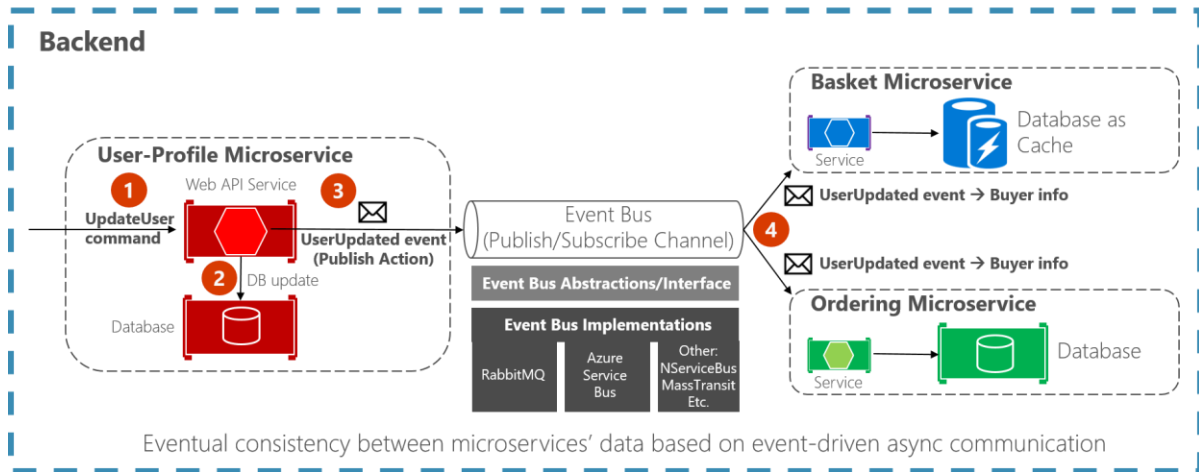 Backend
User-Profile Microservice
Web API Service
1
UpdateUser
command
3
UserUpdated event
(Publish Action)
2
DB update
Database
Event Bus
(Publish/Subscribe Channel)
Event Bus Abstractions/Interface
Event Bus Implementations
RabbitMQ
Azure
Service
Bus
Other:
NServiceBus
MassTransit
Etc.
4
Basket Microservice
Service
Database as
Cache
UserUpdated event → Buyer info
UserUpdated event → Buyer info
Ordering Microservice
Service
Database
Eventual consistency between microservices' data based on event-driven async communication